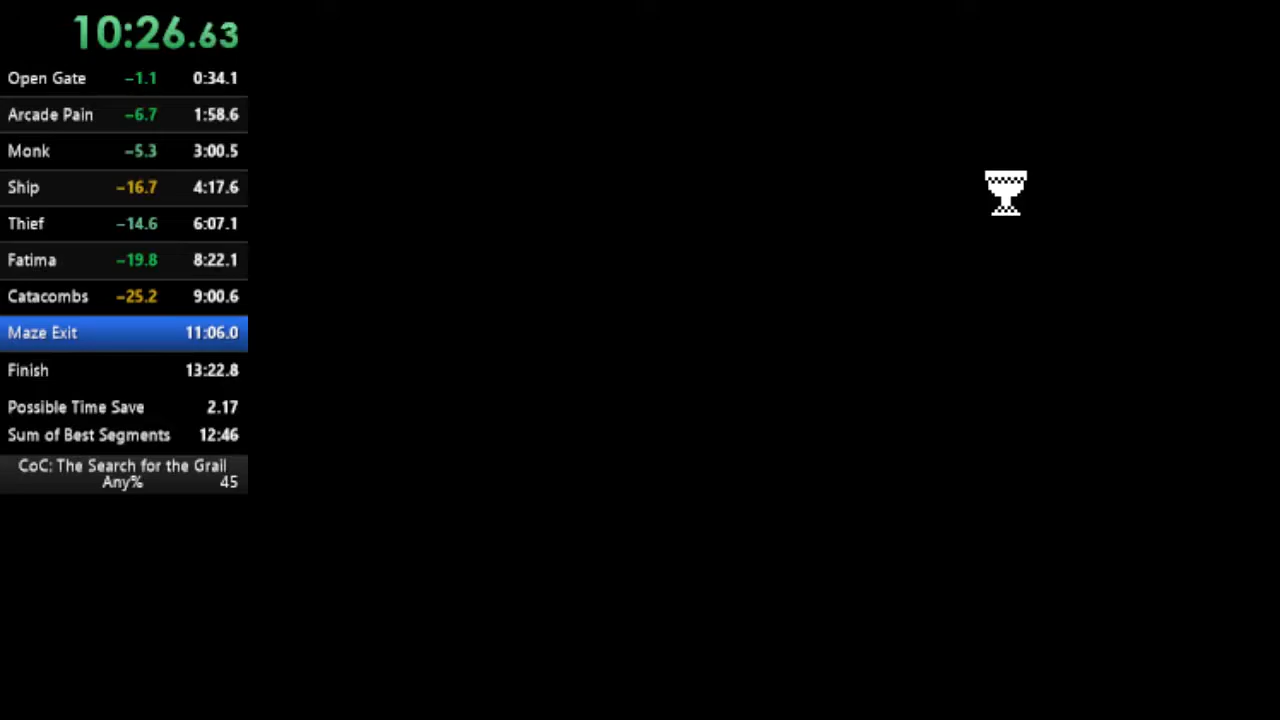 10:26.63
Open Gate −1.1 0:34.1
Arcade Pain −6.7 1:58.6
Monk −5.3 3:00.5
Ship −16.7 4:17.6
Thief −14.6 6:07.1
Fatima −19.8 8:22.1
Catacombs −25.2 9:00.6
Maze Exit 11:06.0
Finish 13:22.8
Possible Time Save 2.17
Sum of Best Segments 12:46
CoC: The Search for the Grail
Any% 45